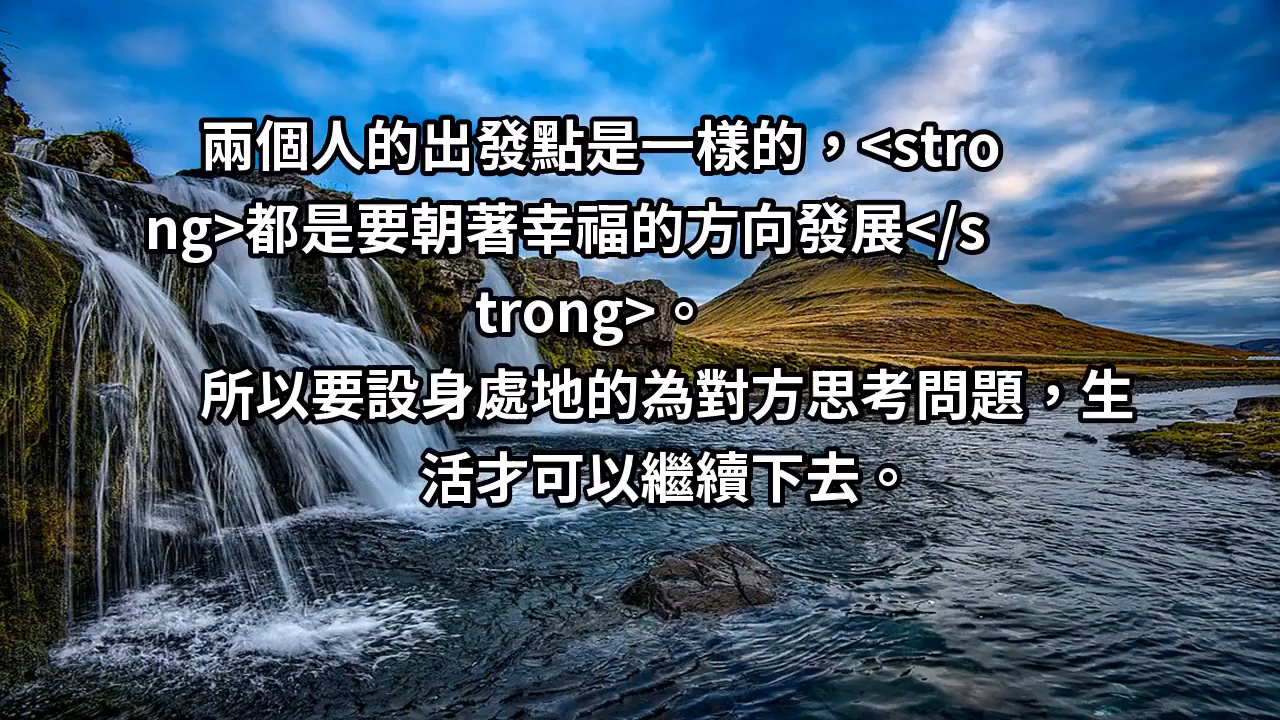 兩個人的出發點是一樣的，<stro
ng>都是要朝著幸福的方向發展</s
trong>。
所以要設身處地的為對方思考問題，生
活才可以繼續下去。